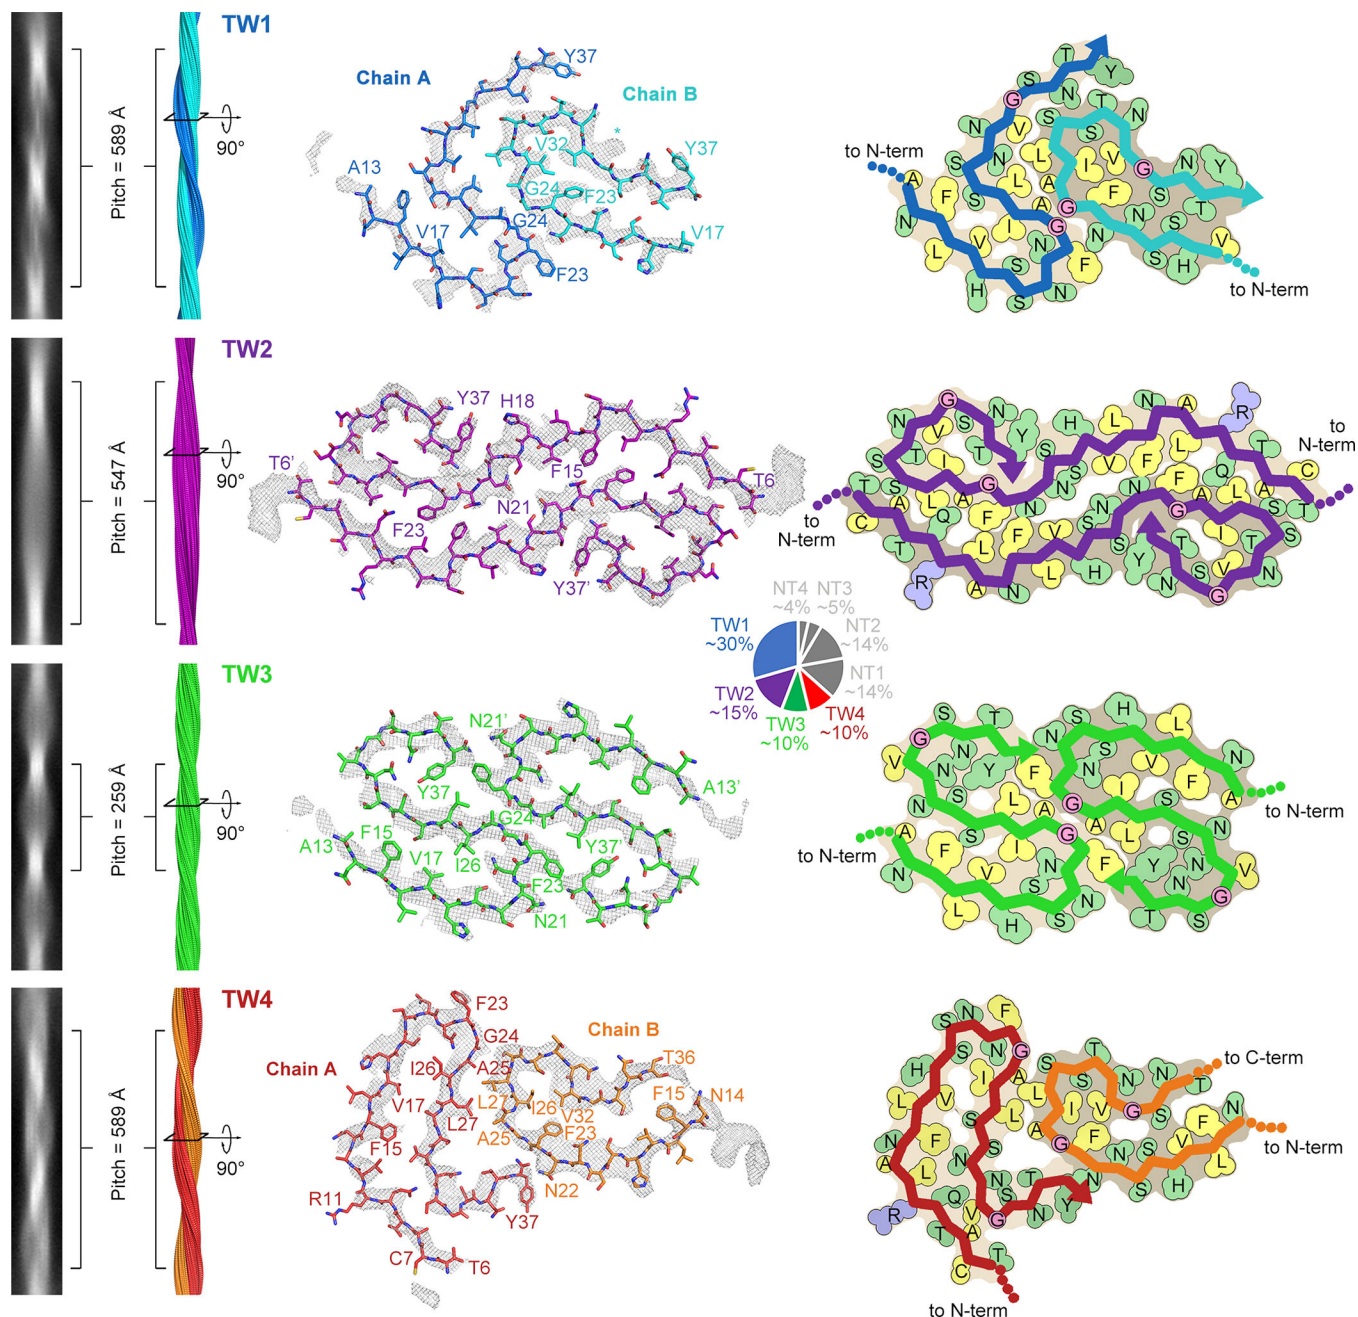 TW1
Pitch = 589 Å
90°
Chain A
Chain B
Y37
*
V32
Y37
A13
G24
F23
V17
G24
V17
F23
to N-term
to N-term
TW2
Pitch = 547 Å
90°
Y37
H18
T6'
F15
T6
N21
F23
Y37'
to
N-term
to
N-term
NT4
~4%
NT3
~5%
TW1
~30%
NT2
~14%
NT1
~14%
TW2
~15%
TW3
~10%
TW4
~10%
TW3
Pitch = 259 Å
90°
N21'
Y37
A13'
G24
A13
F15
V17
I26
Y37'
F23
N21
to N-term
to N-term
TW4
Pitch = 589 Å
90°
Chain A
Chain B
F23
G24
I26
A25
T36
V17
L27
I26
V32
F15
N14
L27
A25
F23
F15
R11
N22
Y37
C7
T6
to C-term
to N-term
to N-term